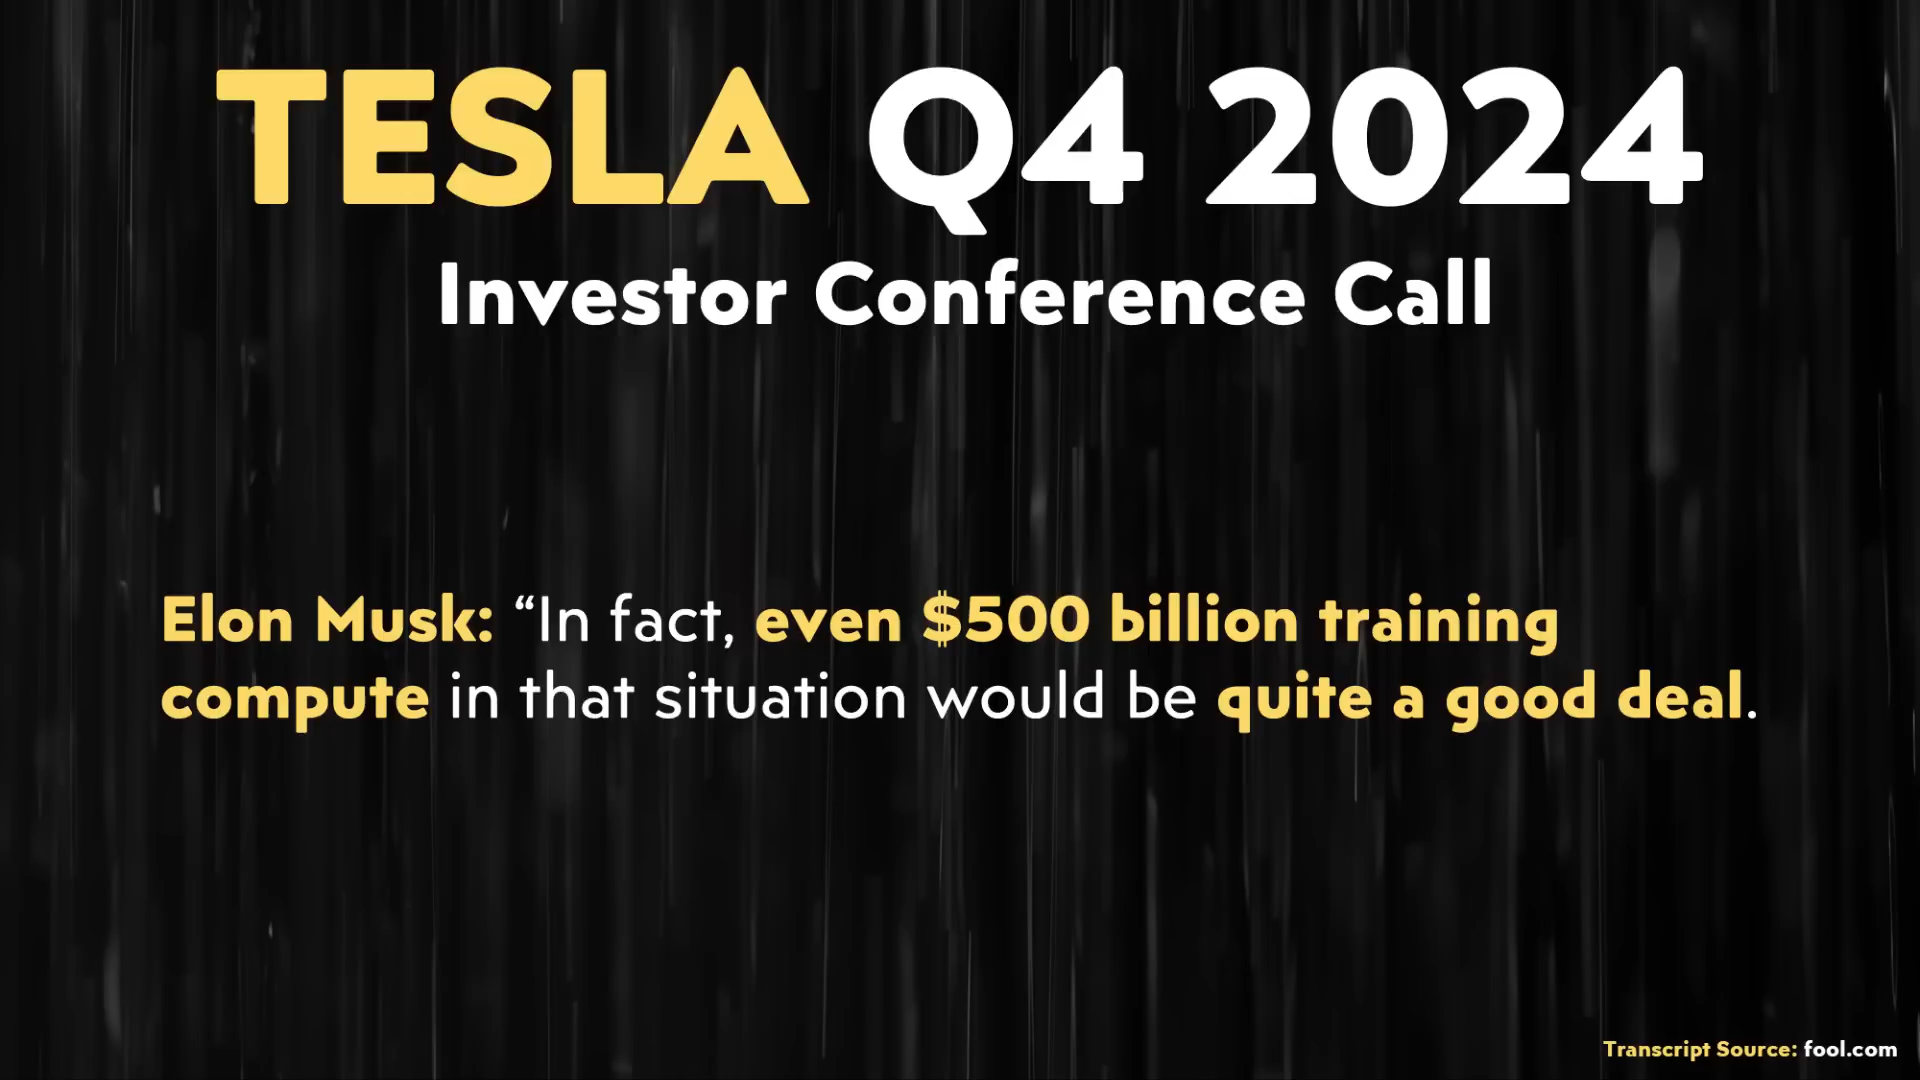 TESLA Q4 2024
Investor Conference Call
Elon Musk: “In fact, even $500 billion training
compute in that situation would be quite a good deal.
Transcript Source: fool.com